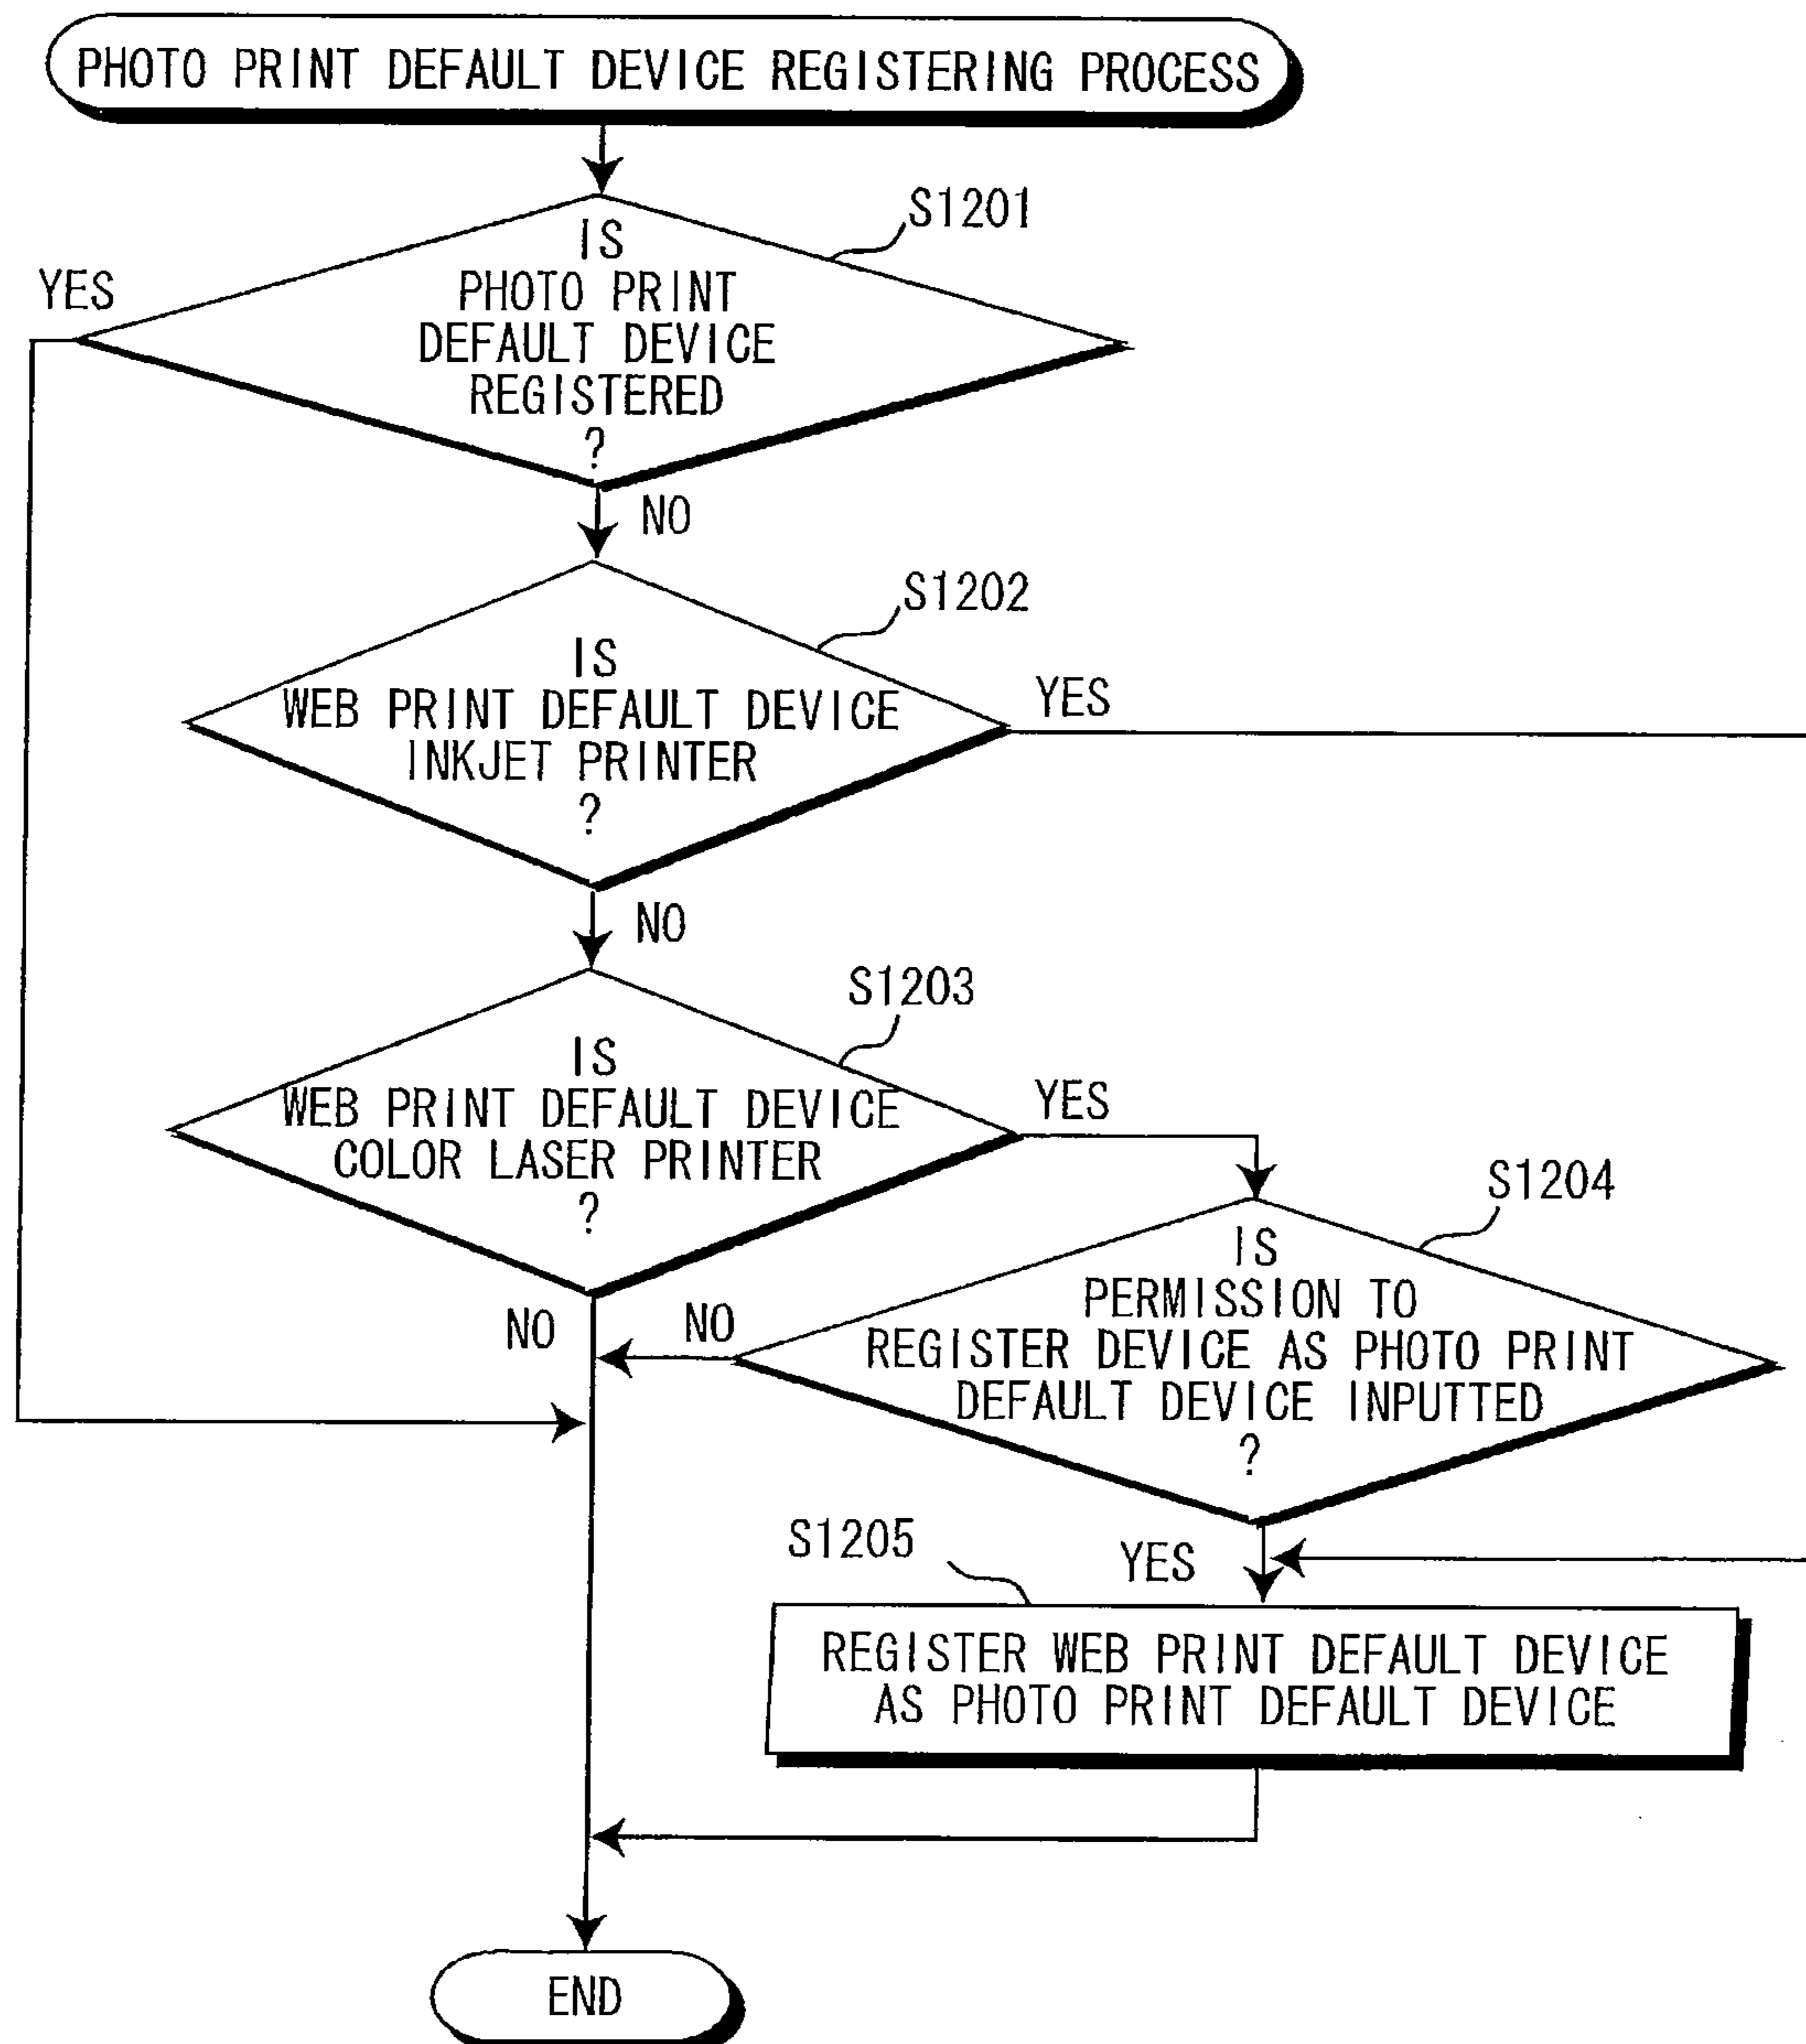 PHOTO PRINT DEFAULT DEVICE REGISTERING PROCESS
S1201
IS
PHOTO PRINT
DEFAULT DEVICE
REGISTERED
?
YES
NO
S1202
IS
WEB PRINT DEFAULT DEVICE
INKJET PRINTER
?
YES
NO
S1203
IS
WEB PRINT DEFAULT DEVICE
COLOR LASER PRINTER
?
YES
NO
S1204
IS
PERMISSION TO
REGISTER DEVICE AS PHOTO PRINT
DEFAULT DEVICE INPUTTED
?
NO
YES
S1205
REGISTER WEB PRINT DEFAULT DEVICE
AS PHOTO PRINT DEFAULT DEVICE
END